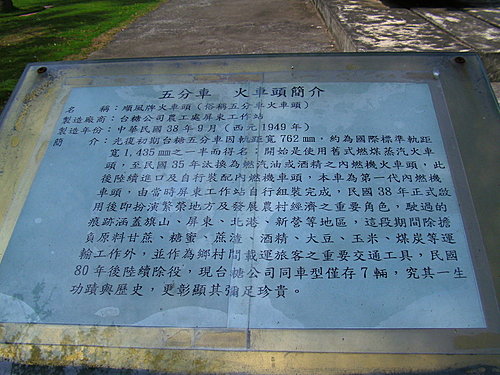 五分車 火車頭簡介
名 稱：順風牌火車頭（俗稱五分車火車頭）
製造廠商：台糖公司農工處屏東工作站
製造年份：中華民國38年9月（西元1949年）
簡 介：光復初期台糖五分車因軌距寬762㎜，約為國際標準軌距
寬1,435㎜之一半而得名；開始是使用舊式燃煤蒸汽火車
頭，至民國35年汰換為燃汽油或酒精之內燃機火車頭，此
後陸續進口及自行裝配內燃機車頭，本車為第一代內燃機
車頭，由當時屏東工作站自行組裝完成，民國38年正式啟
用後即扮演繁榮地方及發展農村經濟之重要角色，駛過的
痕跡涵蓋旗山、屏東、北港、新營等地區，這段期間除擔
負原料甘蔗、糖蜜、蔗渣、酒精、大豆、玉米、煤炭等運
輸工作外，並作為鄉村間載運旅客之重要交通工具，民國
80年後陸續除役，現台糖公司同車型僅存7輛，究其一生
功蹟與歷史，更彰顯其彌足珍貴。